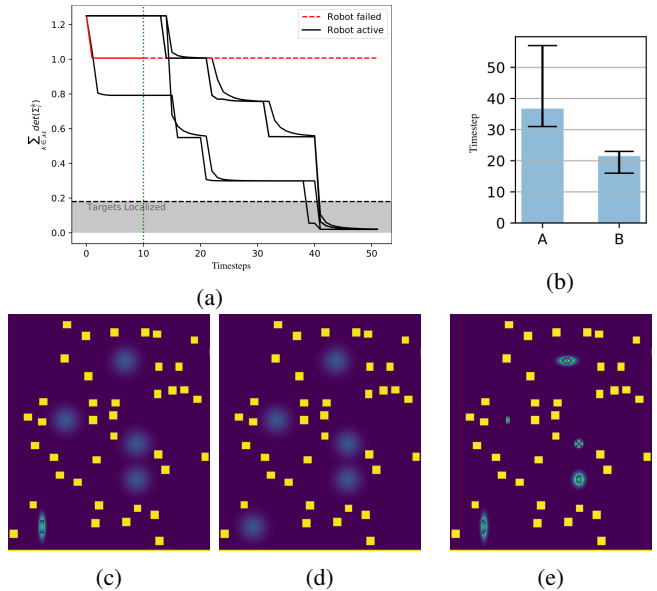 1.2
1.0
0.8
0.6
0.4
0.2
0.0
∑ k ∈ M det(Σ_t^k)
Robot failed
Robot active
Targets Localized
0
10
20
30
40
50
Timesteps
(a)
50
40
30
20
10
0
Timestep
A
B
(b)
(c)
(d)
(e)